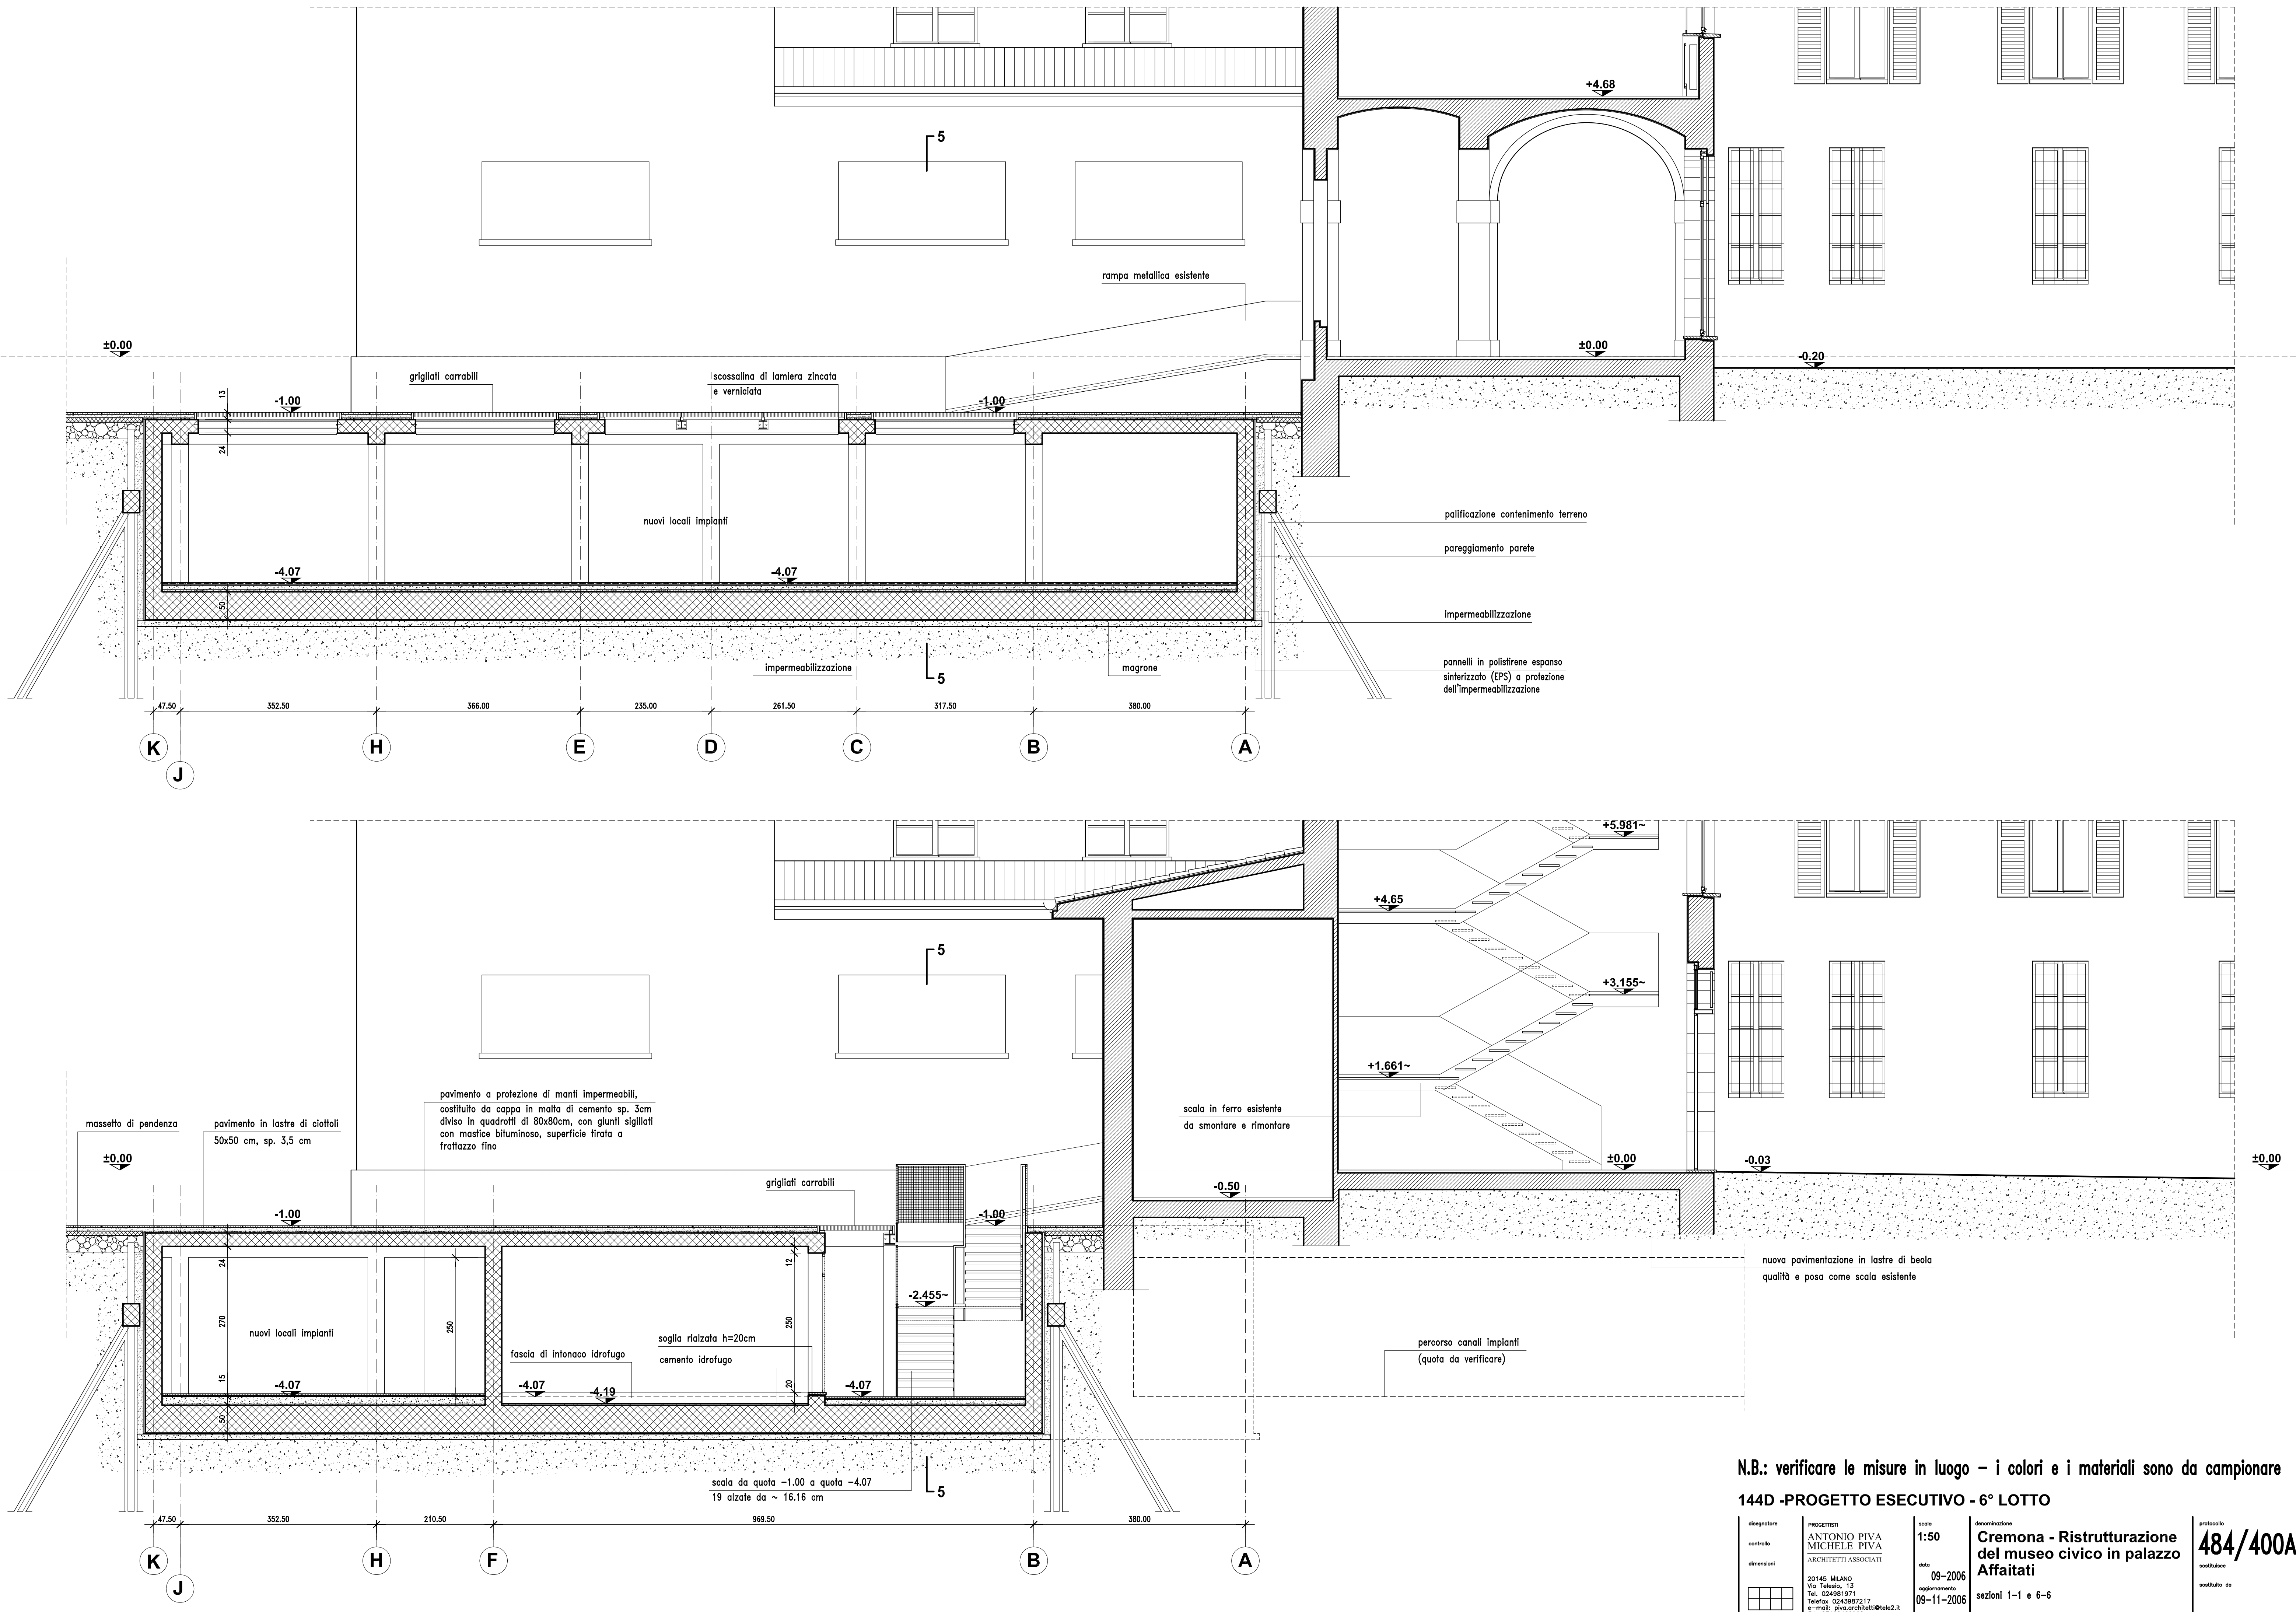 +4.68
5
rampa metallica esistente
±0.00
±0.00
-0.20
grigliati carrabili
scossalina di lamiera zincata
e verniciata
13
-1.00
-1.00
24
nuovi locali impianti
palificazione contenimento terreno
pareggiamento parete
-4.07
-4.07
50
impermeabilizzazione
impermeabilizzazione
magrone
5
pannelli in polistirene espanso
sinterizzato (EPS) a protezione
dell'impermeabilizzazione
47.50 352.50 366.00 235.00 261.50 317.50 380.00
K H E D C B A
J
+5.981~
+4.65
5
+3.155~
+1.661~
pavimento a protezione di manti impermeabili,
costituito da cappa in malta di cemento sp. 3cm
diviso in quadrotti di 80x80cm, con giunti sigillati
con mastice bituminoso, superficie tirata a
frattazzo fino
massetto di pendenza
pavimento in lastre di ciottoli
50x50 cm, sp. 3,5 cm
scala in ferro esistente
da smontare e rimontare
±0.00
±0.00
-0.03
±0.00
grigliati carrabili
-0.50
-1.00
-1.00
24
12
nuova pavimentazione in lastre di beola
qualità e posa come scala esistente
-2.455~
270
250
250
nuovi locali impianti
soglia rialzata h=20cm
fascia di intonaco idrofugo
cemento idrofugo
percorso canali impianti
(quota da verificare)
15
20
-4.07
-4.07
-4.19
-4.07
50
scala da quota -1.00 a quota -4.07
19 alzate da ~ 16.16 cm
5
47.50 352.50 210.50 969.50 380.00
K H F B A
J
N.B.: verificare le misure in luogo – i colori e i materiali sono da campionare
144D -PROGETTO ESECUTIVO - 6° LOTTO
disegnatore
controllo
dimensioni
PROGETTISTI
ANTONIO PIVA
MICHELE PIVA
ARCHITETTI ASSOCIATI
20145 MILANO
Via Telesio, 13
Tel. 024981971
Telefax 0243987217
e-mail: piva.architetti@tele2.it
scala
1:50
data
09-2006
aggiornamento
09-11-2006
denominazione
Cremona - Ristrutturazione
del museo civico in palazzo
Affaitati
sezioni 1-1 e 6-6
protocollo
484/400A
sostituisce
sostituito da